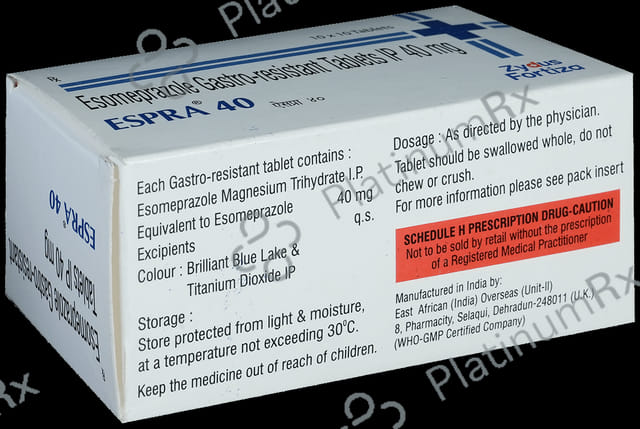 Rx
10 x 10 Tablets
Esomeprazole Gastro-resistant Tablets IP 40 mg
ESPRA® 40 एसप्रा ४०
Zydus
Fortiza
Each Gastro-resistant tablet contains :
Esomeprazole Magnesium Trihydrate I.P.
Equivalent to Esomeprazole 40 mg
Excipients q.s.
Colour : Brilliant Blue Lake &
Titanium Dioxide IP
Storage :
Store protected from light & moisture,
at a temperature not exceeding 30°C.
Keep the medicine out of reach of children.
Dosage : As directed by the physician.
Tablet should be swallowed whole, do not
chew or crush.
For more information please see pack insert
SCHEDULE H PRESCRIPTION DRUG-CAUTION
Not to be sold by retail without the prescription
of a Registered Medical Practitioner
Manufactured in India by:
East African (India) Overseas (Unit-II)
8, Pharmacity, Selaqui, Dehradun-248011 (U.K.)
(WHO-GMP Certified Company)
Esomeprazole Gastro-resistant
Tablets IP 40 mg
ESPRA® 40
PlatinumRx
PlatinumRx
PlatinumRx
Rx